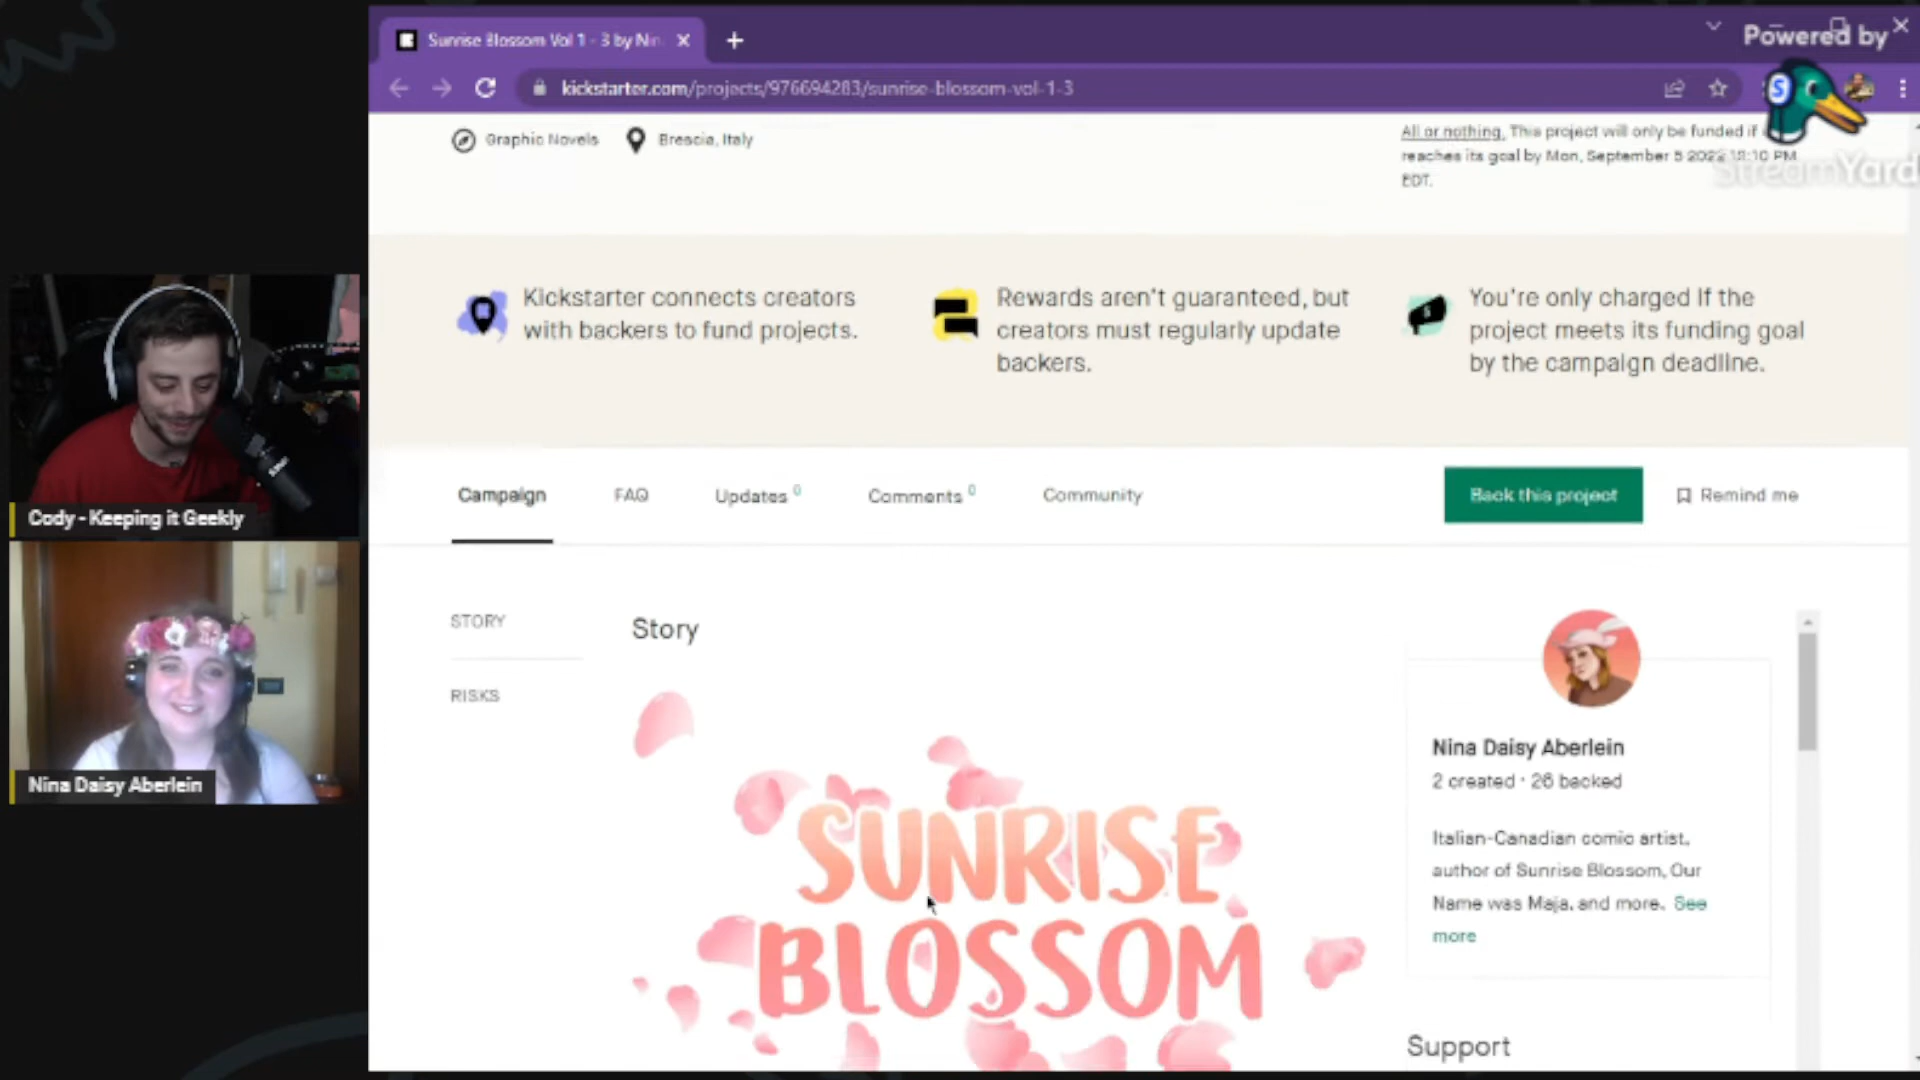 Sunrise Blossom Vol 1 - 3 by Nin
Powered by
kickstarter.com/projects/976694283/sunrise-blossom-vol-1-3
S
StreamYard
Graphic Novels
Brescia, Italy
All or nothing. This project will only be funded if
reaches its goal by Mon, September 5 2022 PM
EDT.
Kickstarter connects creators
with backers to fund projects.
Rewards aren't guaranteed, but
creators must regularly update
backers.
You're only charged if the
project meets its funding goal
by the campaign deadline.
Campaign
FAQ
Updates 0
Comments 0
Community
Back this project
Remind me
Cody - Keeping it Geekly
Nina Daisy Aberlein
STORY
RISKS
Story
SUNRISE
BLOSSOM
Nina Daisy Aberlein
2 created · 26 backed
Italian-Canadian comic artist,
author of Sunrise Blossom, Our
Name was Maja, and more. See
more
Support